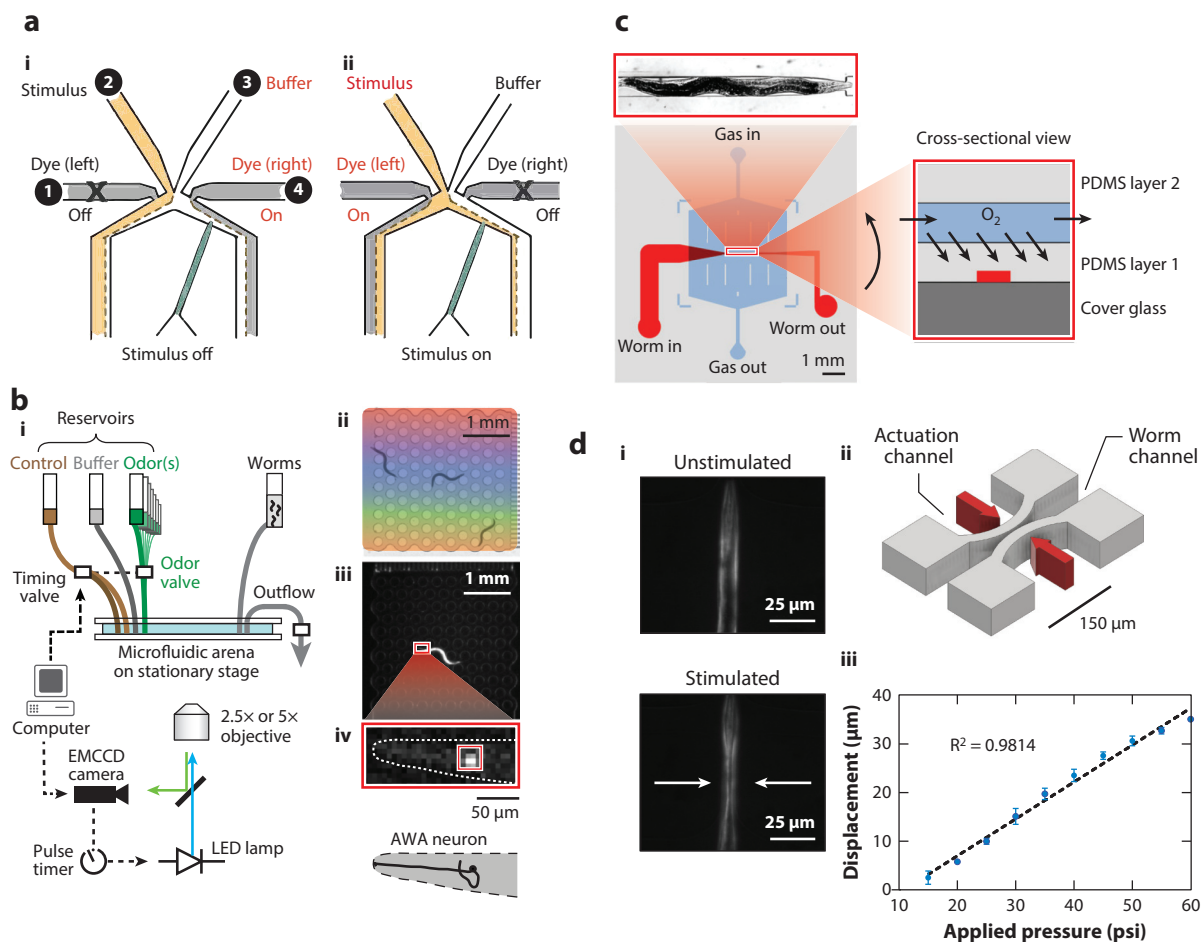 a
i
2
Stimulus
3
Buffer
Dye (left)
Dye (right)
1
4
Off
On
Stimulus off
ii
Stimulus
Buffer
Dye (left)
Dye (right)
On
Off
Stimulus on
b
i
Reservoirs
Control
Buffer
Odor(s)
Worms
Timing
valve
Odor
valve
Outflow
Microfluidic arena
on stationary stage
Computer
2.5× or 5×
objective
EMCCD
camera
Pulse
timer
LED lamp
ii
1 mm
iii
1 mm
iv
50 µm
AWA neuron
c
Gas in
Worm in
Worm out
Gas out
1 mm
Cross-sectional view
PDMS layer 2
O₂
PDMS layer 1
Cover glass
d
i
Unstimulated
25 µm
Stimulated
25 µm
ii
Actuation
channel
Worm
channel
150 µm
iii
40
30
20
10
0
Displacement (µm)
R² = 0.9814
10
20
30
40
50
60
Applied pressure (psi)